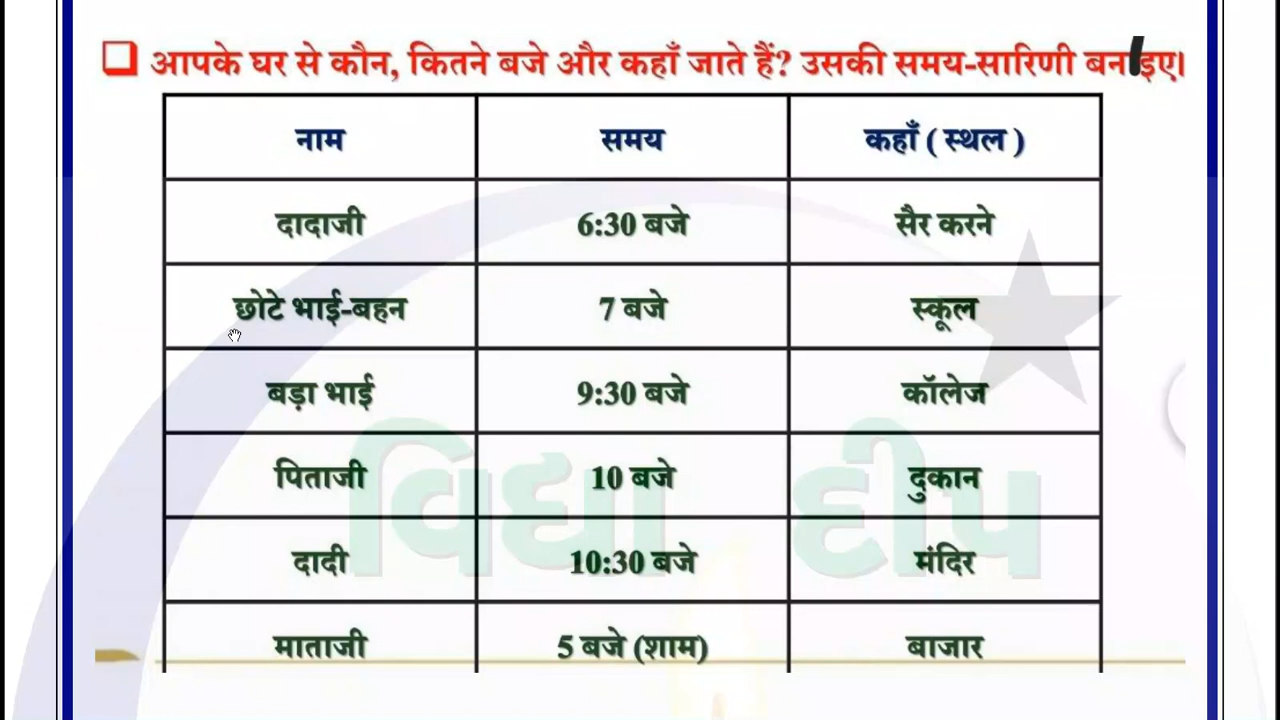 ❑ आपके घर से कौन, कितने बजे और कहाँ जाते हैं? उसकी समय-सारिणी बनाइए।
नाम समय कहाँ ( स्थल )
दादाजी 6:30 बजे सैर करने
छोटे भाई-बहन 7 बजे स्कूल
बड़ा भाई 9:30 बजे कॉलेज
पिताजी 10 बजे दुकान
दादी 10:30 बजे मंदिर
माताजी 5 बजे (शाम) बाजार
વિદ્યા દીપ